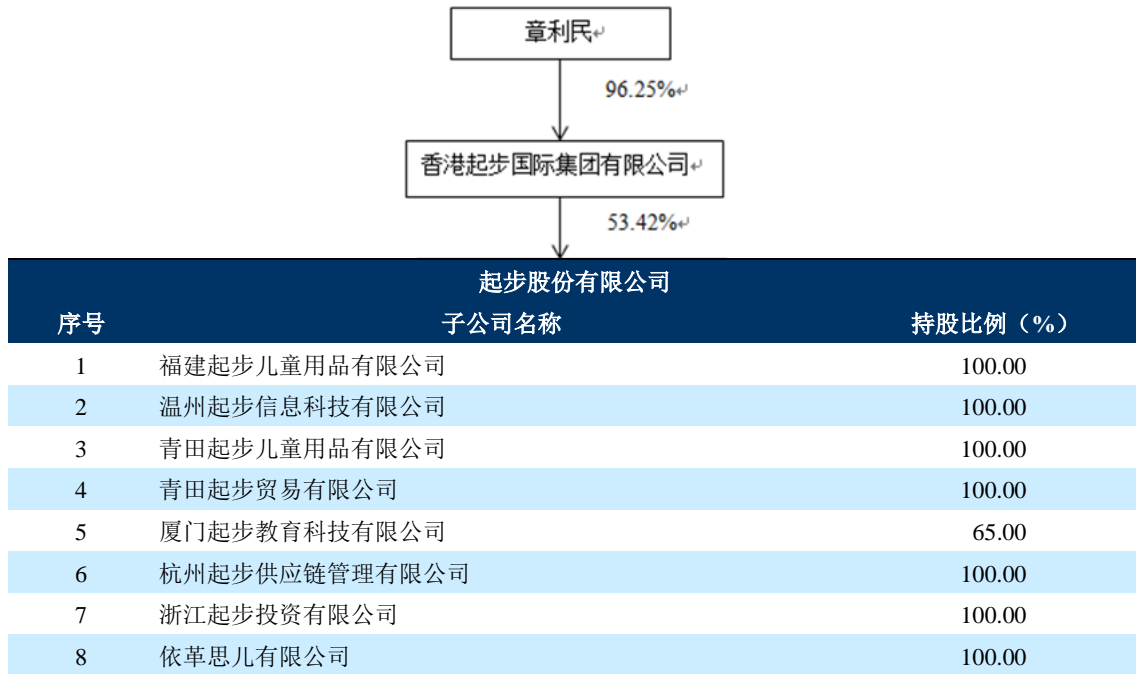 章利民↵
96.25%↵
香港起步国际集团有限公司↵
53.42%↵
起步股份有限公司
序号 子公司名称 持股比例（%）
1 福建起步儿童用品有限公司 100.00
2 温州起步信息科技有限公司 100.00
3 青田起步儿童用品有限公司 100.00
4 青田起步贸易有限公司 100.00
5 厦门起步教育科技有限公司 65.00
6 杭州起步供应链管理有限公司 100.00
7 浙江起步投资有限公司 100.00
8 依革思儿有限公司 100.00